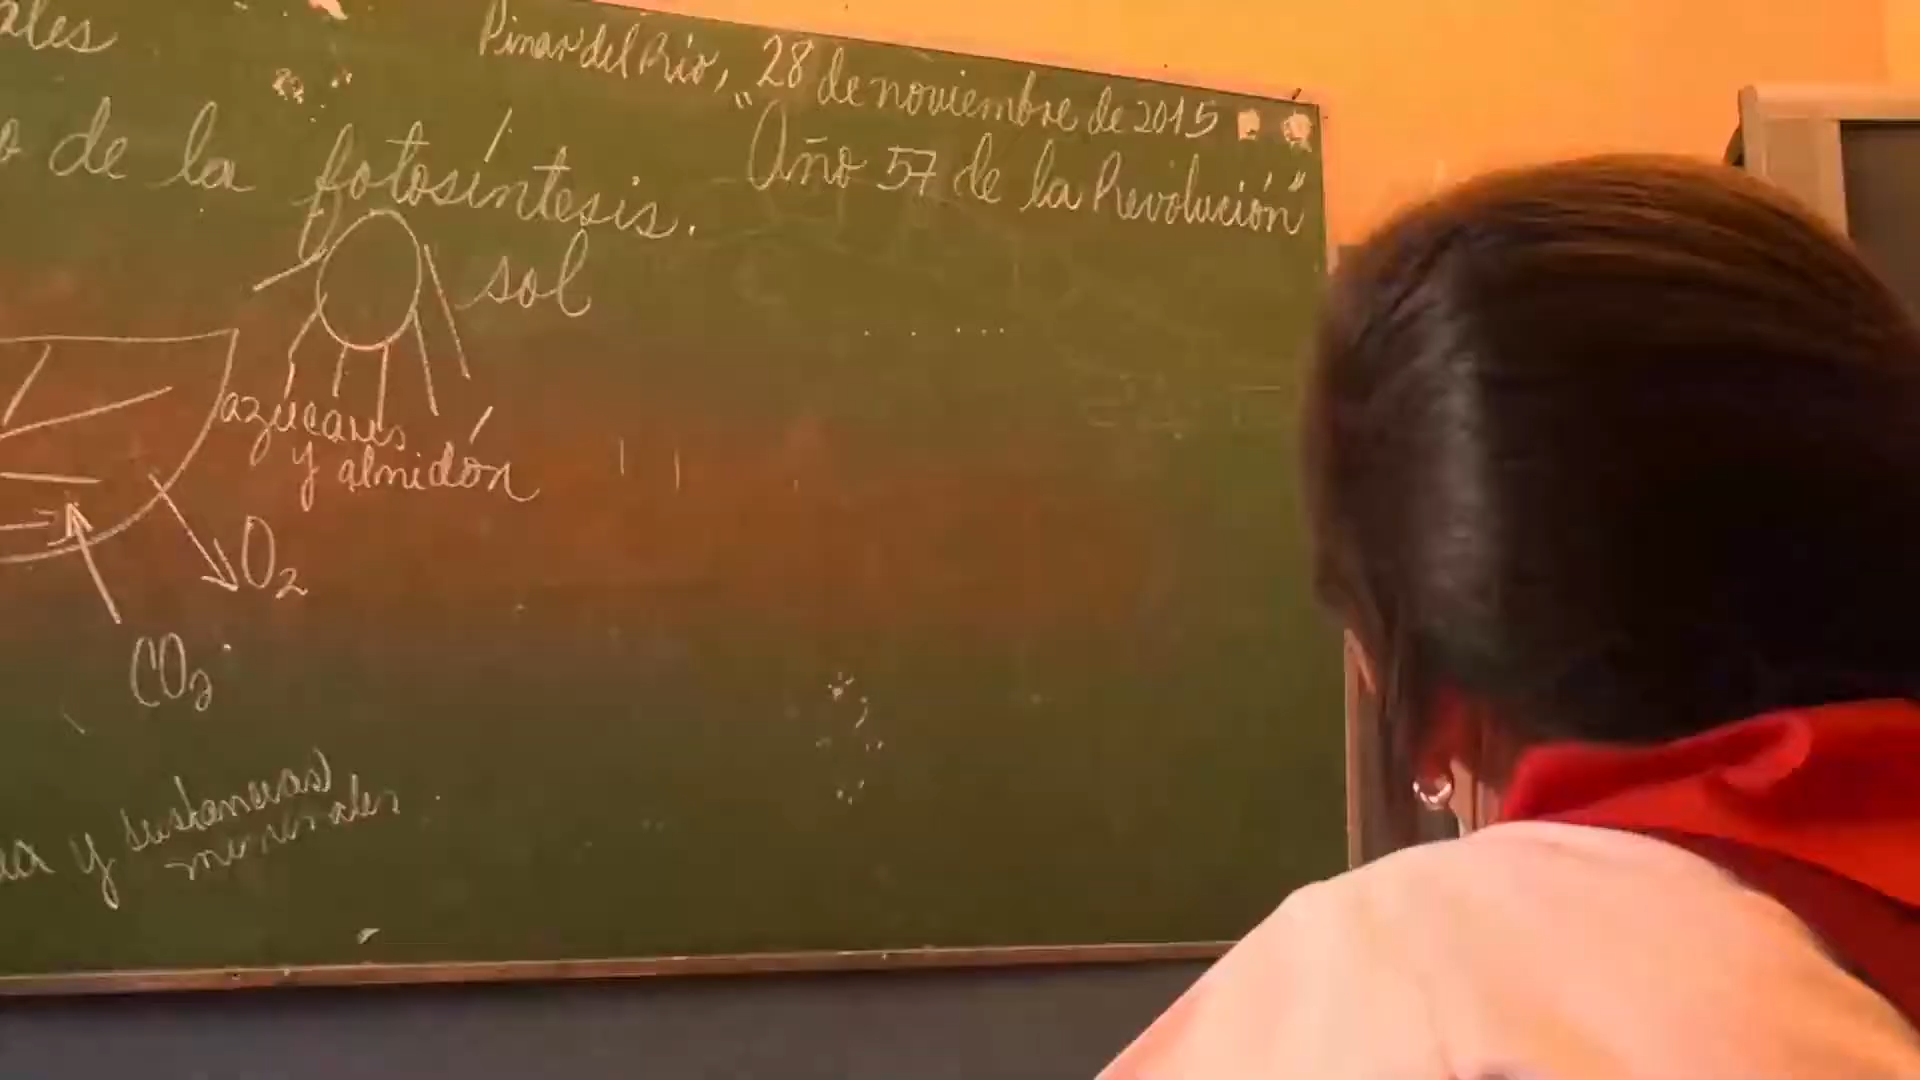 ales
Pinar del Río, 28 de noviembre de 2015
"Año 57 de la Revolución"
o de la fotosíntesis.
sol
azúcares
y almidón
O2
CO2
ua y sustancias
minerales